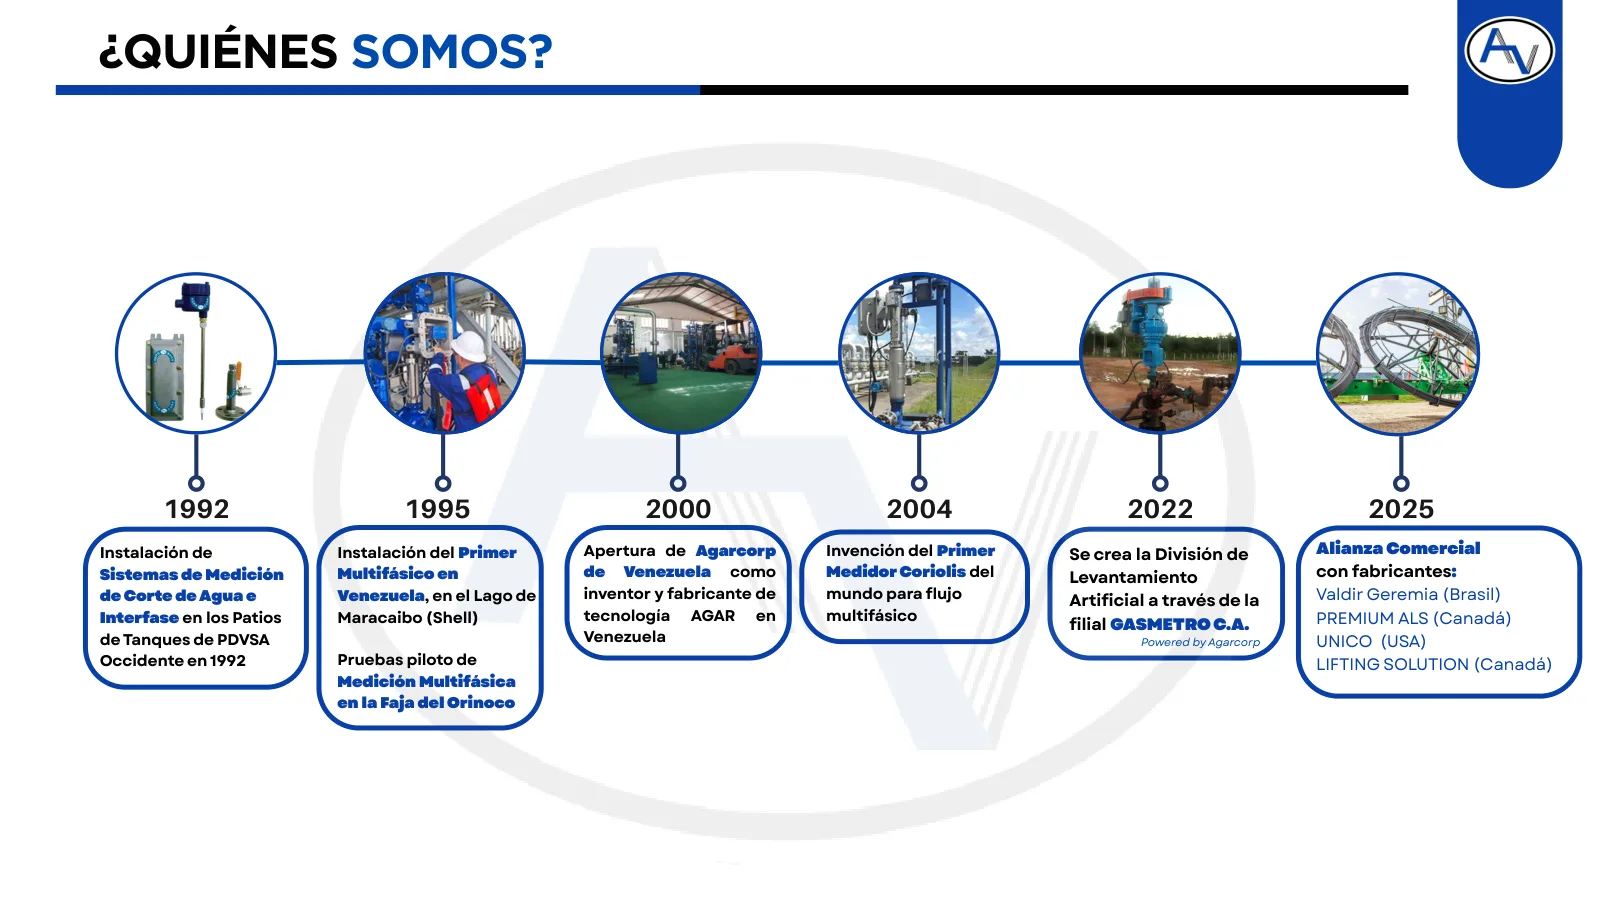 ¿QUIÉNES SOMOS?
AV
1992
Instalación de
Sistemas de Medición
de Corte de Agua e
Interfase en los Patios
de Tanques de PDVSA
Occidente en 1992
1995
Instalación del Primer
Multifásico en
Venezuela, en el Lago de
Maracaibo (Shell)
Pruebas piloto de
Medición Multifásica
en la Faja del Orinoco
2000
Apertura de Agarcorp
de Venezuela como
inventor y fabricante de
tecnología AGAR en
Venezuela
2004
Invención del Primer
Medidor Coriolis del
mundo para flujo
multifásico
2022
Se crea la División de
Levantamiento
Artificial a través de la
filial GASMETRO C.A.
Powered by Agarcorp
2025
Alianza Comercial
con fabricantes:
Valdir Geremia (Brasil)
PREMIUM ALS (Canadá)
UNICO (USA)
LIFTING SOLUTION (Canadá)